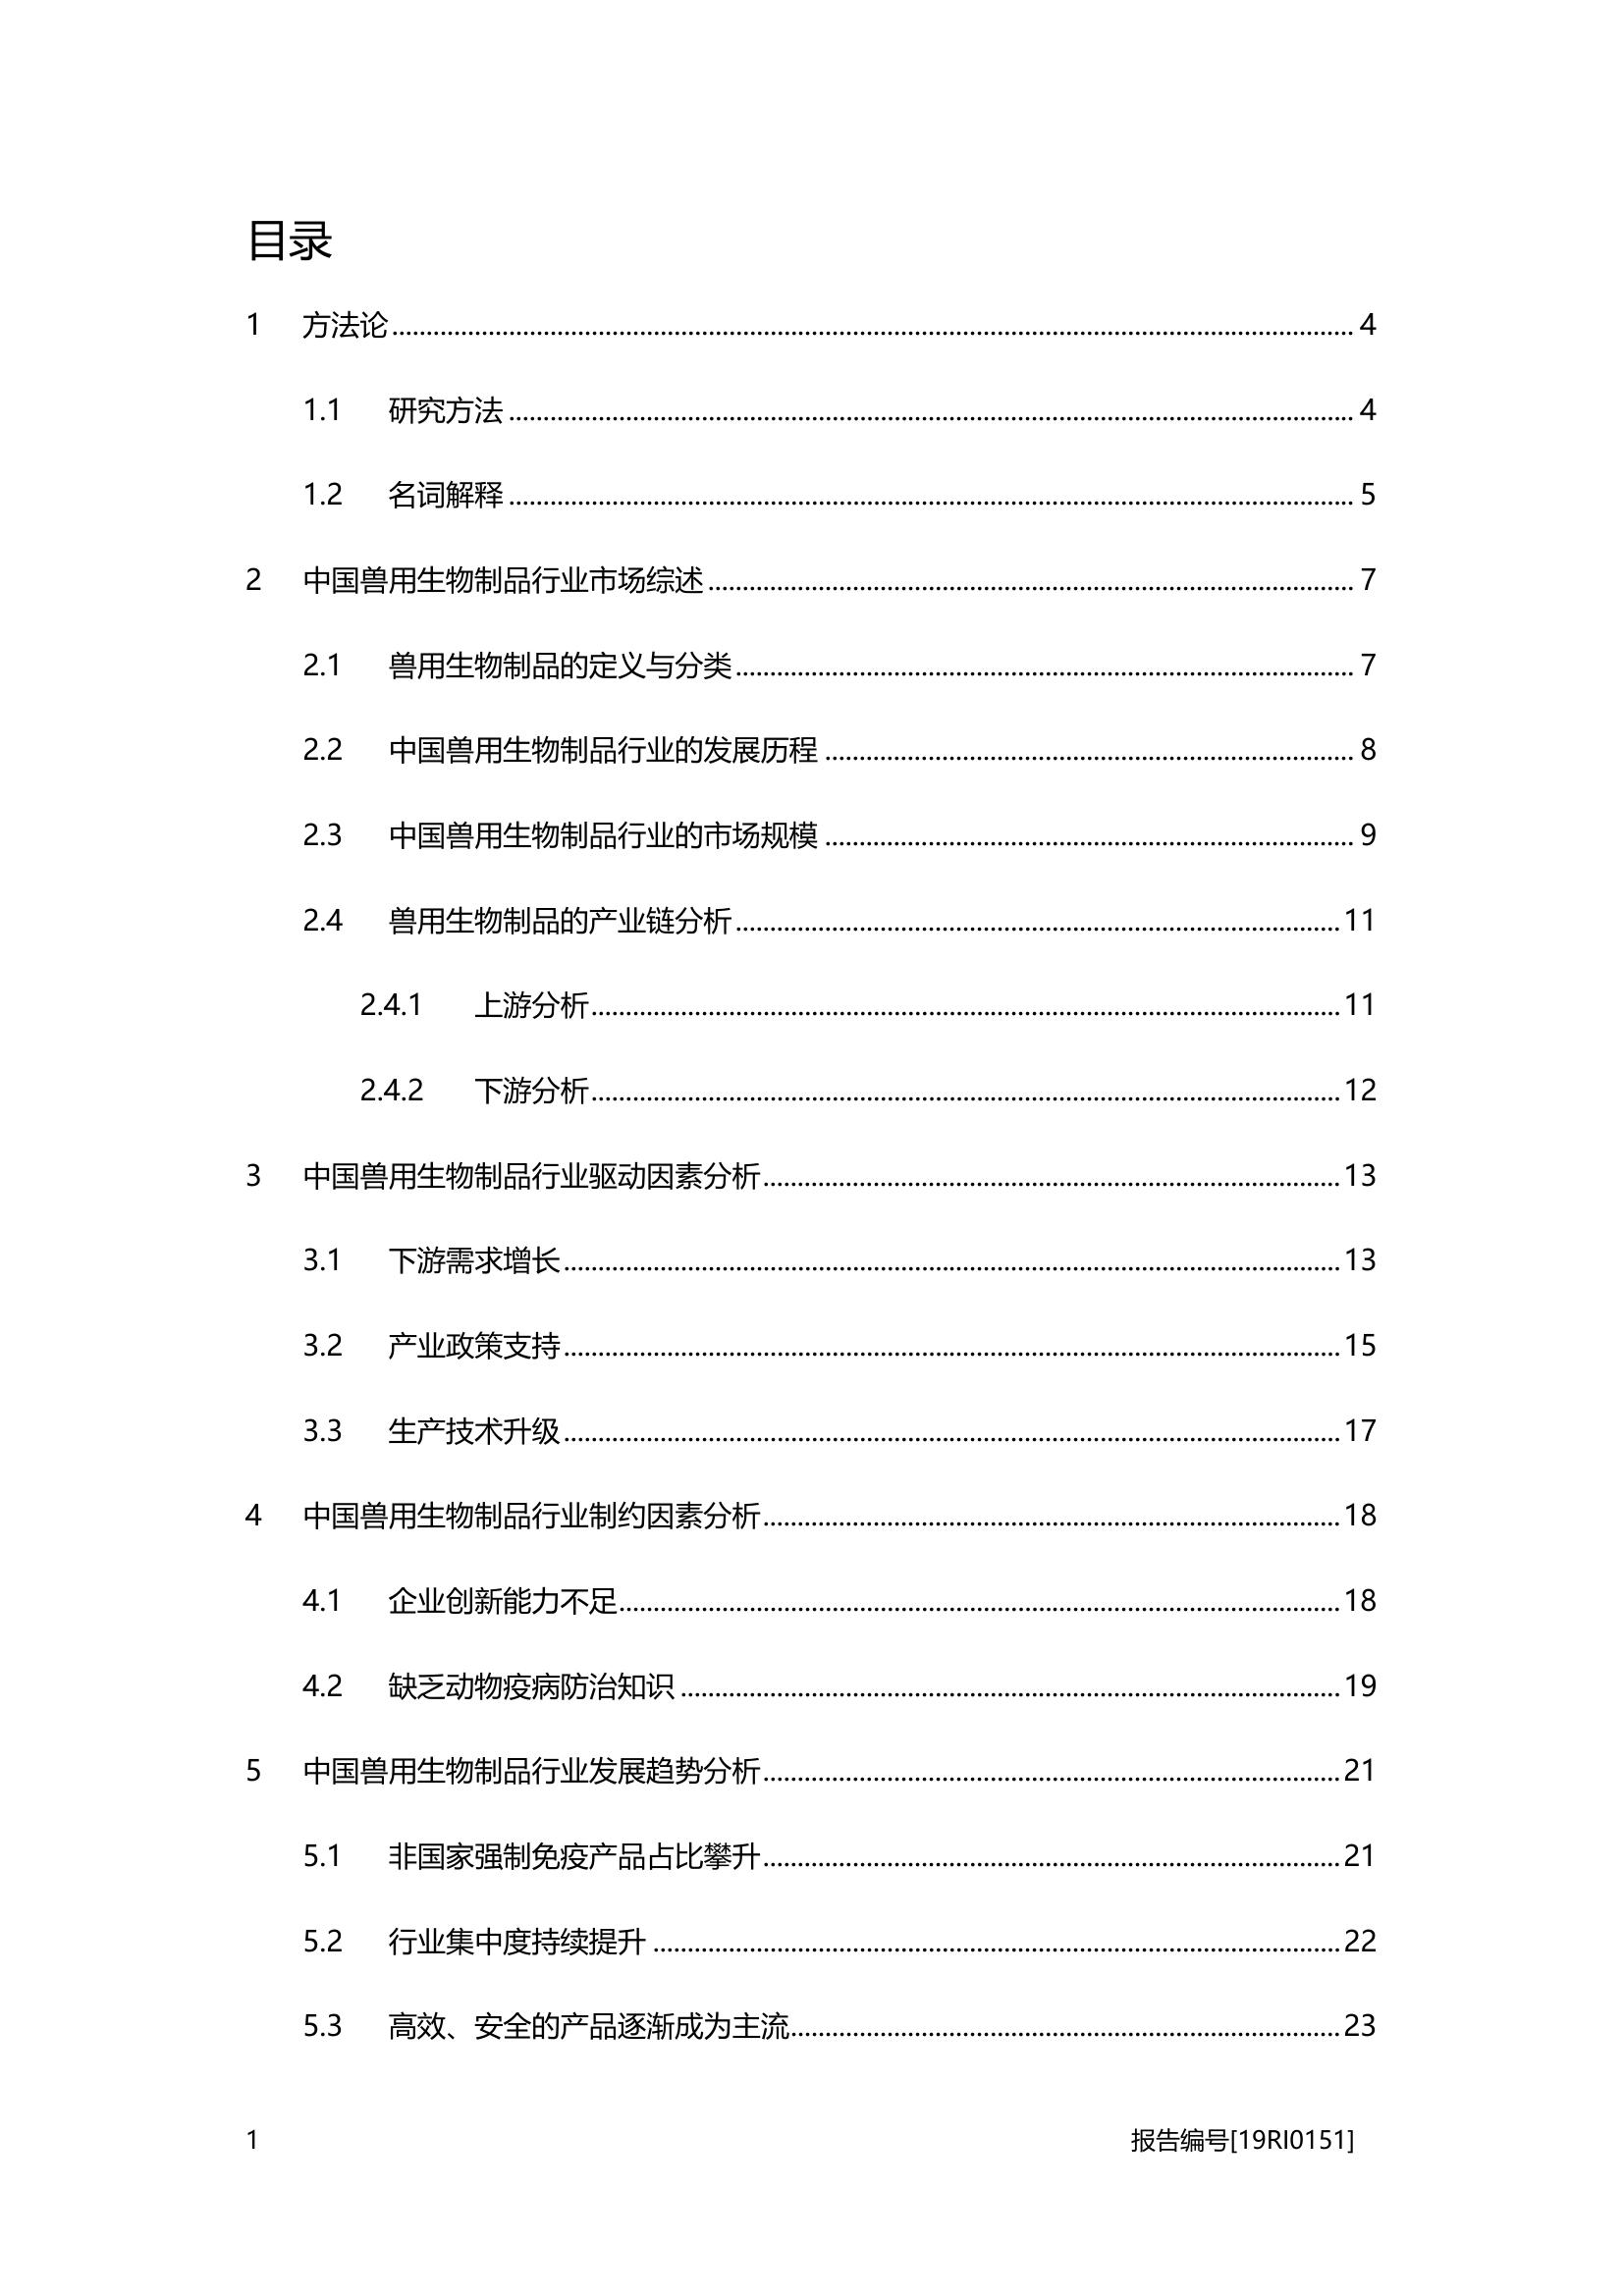 目录
1 方法论 4
1.1 研究方法 4
1.2 名词解释 5
2 中国兽用生物制品行业市场综述 7
2.1 兽用生物制品的定义与分类 7
2.2 中国兽用生物制品行业的发展历程 8
2.3 中国兽用生物制品行业的市场规模 9
2.4 兽用生物制品的产业链分析 11
2.4.1 上游分析 11
2.4.2 下游分析 12
3 中国兽用生物制品行业驱动因素分析 13
3.1 下游需求增长 13
3.2 产业政策支持 15
3.3 生产技术升级 17
4 中国兽用生物制品行业制约因素分析 18
4.1 企业创新能力不足 18
4.2 缺乏动物疫病防治知识 19
5 中国兽用生物制品行业发展趋势分析 21
5.1 非国家强制免疫产品占比攀升 21
5.2 行业集中度持续提升 22
5.3 高效、安全的产品逐渐成为主流 23
1 报告编号[19RI0151]